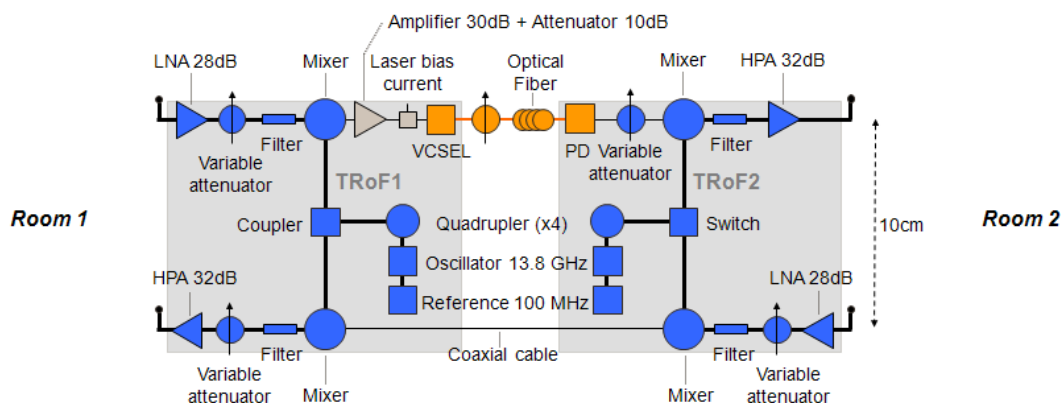 Amplifier 30dB + Attenuator 10dB
LNA 28dB
Mixer
Laser bias
current
Optical
Fiber
Mixer
HPA 32dB
Variable
attenuator
Filter
VCSEL
PD
Variable
attenuator
Filter
TRoF1
TRoF2
Room 1
Coupler
Quadrupler (x4)
Switch
10cm
Room 2
Oscillator 13.8 GHz
HPA 32dB
Reference 100 MHz
LNA 28dB
Filter
Coaxial cable
Filter
Variable
attenuator
Mixer
Mixer
Variable
attenuator